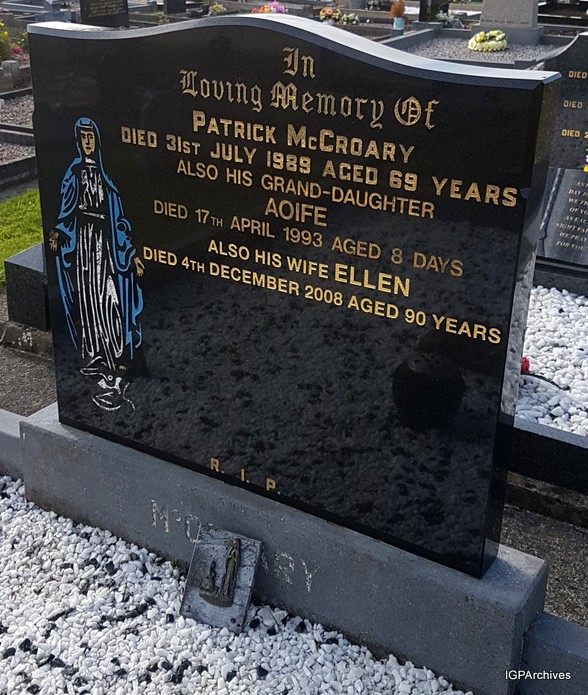 In
Loving Memory Of
PATRICK McCROARY
DIED 31ST JULY 1989 AGED 69 YEARS
ALSO HIS GRAND-DAUGHTER
AOIFE
DIED 17TH APRIL 1993 AGED 8 DAYS
ALSO HIS WIFE ELLEN
DIED 4TH DECEMBER 2008 AGED 90 YEARS
R. I. P.
IGPArchives